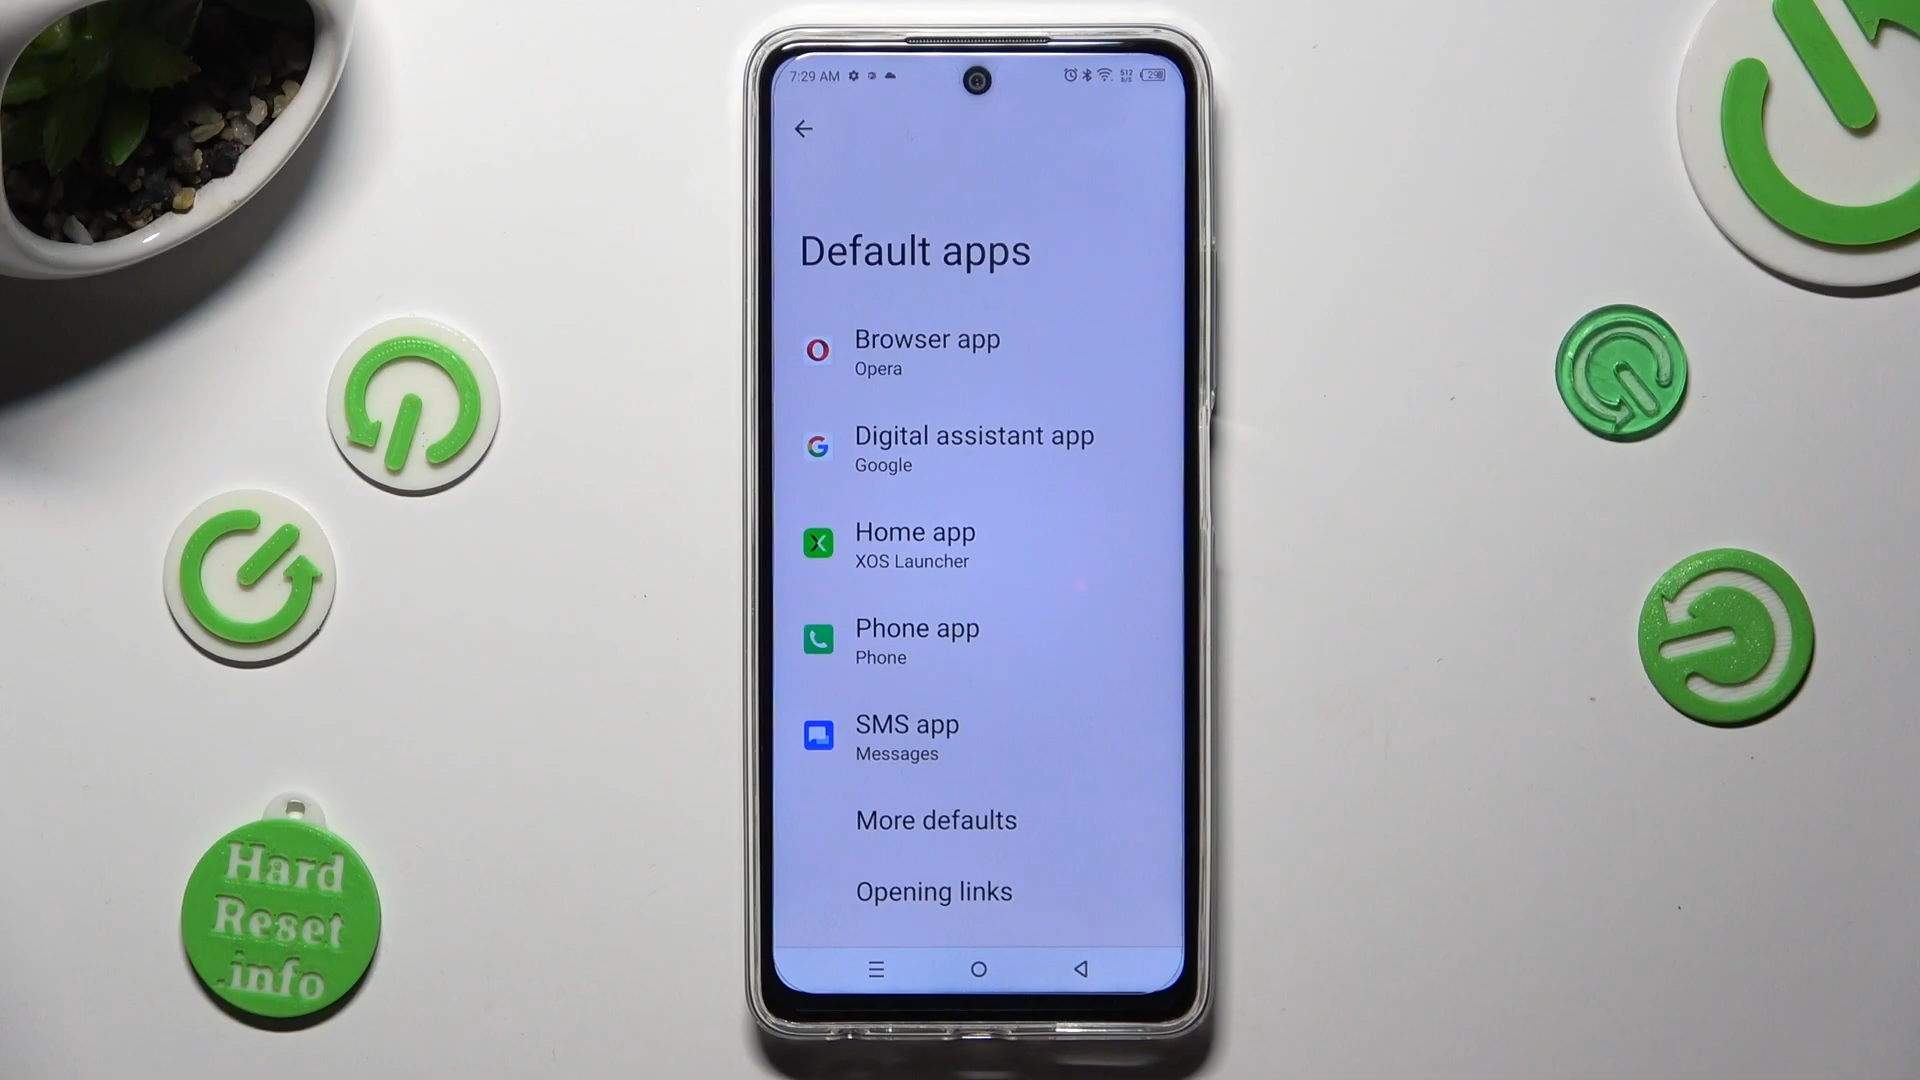 7:29 AM
Default apps
Browser app
Opera
Digital assistant app
Google
Home app
XOS Launcher
Phone app
Phone
SMS app
Messages
More defaults
Opening links
Hard
Reset
.info